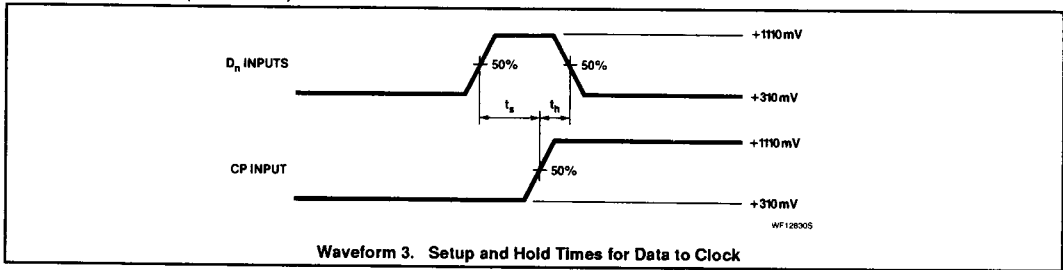 +1110mV
Dn INPUTS
50%
50%
+310mV
ts
th
+1110mV
CP INPUT
50%
+310mV
WF12830S
Waveform 3. Setup and Hold Times for Data to Clock